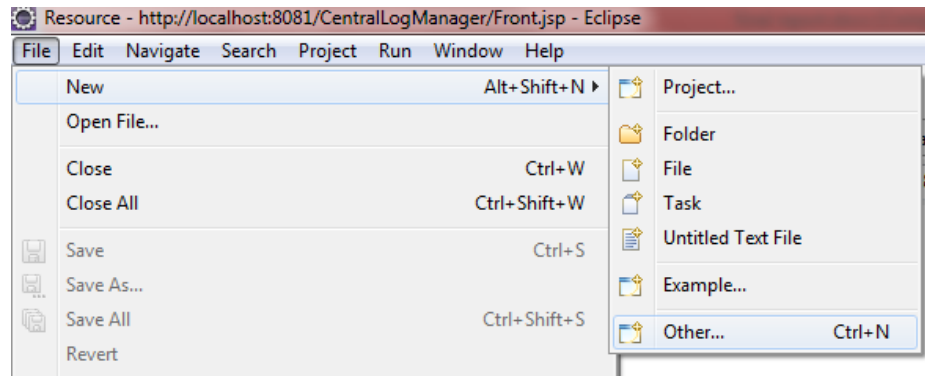 Resource - http://localhost:8081/CentralLogManager/Front.jsp - Eclipse
File Edit Navigate Search Project Run Window Help
New Alt+Shift+N
Open File...
Close Ctrl+W
Close All Ctrl+Shift+W
Save Ctrl+S
Save As...
Save All Ctrl+Shift+S
Revert
Project...
Folder
File
Task
Untitled Text File
Example...
Other... Ctrl+N